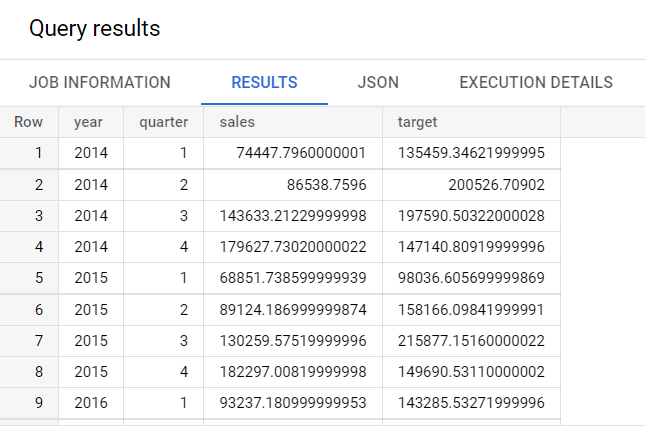 Query results
JOB INFORMATION RESULTS JSON EXECUTION DETAILS
Row year quarter sales target
1 2014 1 74447.7960000001 135459.34621999995
2 2014 2 86538.7596 200526.70902
3 2014 3 143633.21229999998 197590.50322000028
4 2014 4 179627.73020000022 147140.80919999996
5 2015 1 68851.738599999939 98036.605699999869
6 2015 2 89124.186999999874 158166.09841999991
7 2015 3 130259.57519999996 215877.15160000022
8 2015 4 182297.00819999998 149690.53110000002
9 2016 1 93237.180999999953 143285.53271999996